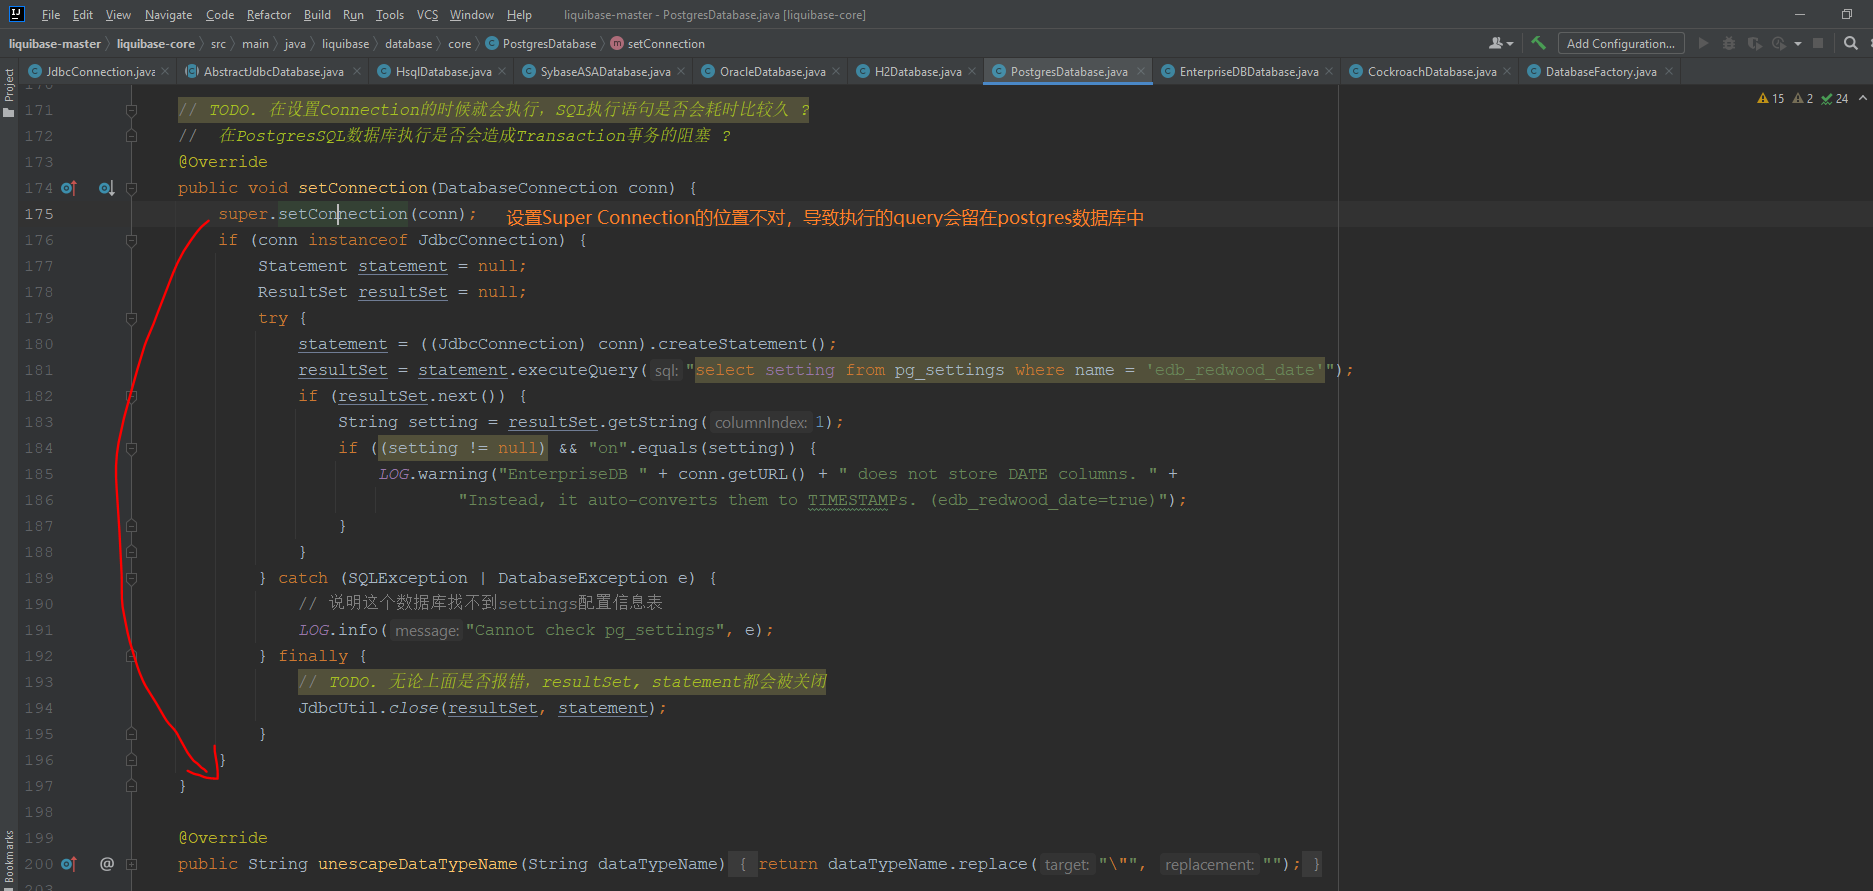 File Edit View Navigate Code Refactor Build Run Tools VCS Window Help liquibase-master - PostgresDatabase.java [liquibase-core]
liquibase-master liquibase-core src main java liquibase database core PostgresDatabase setConnection Add Configuration...
JdbcConnection.java AbstractJdbcDatabase.java HsqlDatabase.java SybaseASADatabase.java OracleDatabase.java H2Database.java PostgresDatabase.java EnterpriseDBDatabase.java CockroachDatabase.java DatabaseFactory.java
Project
15 2 24
171 // TODO. 在设置Connection的时候就会执行，SQL执行语句是否会耗时比较久 ?
172 // 在PostgresSQL数据库执行是否会造成Transaction事务的阻塞 ?
173 @Override
174 public void setConnection(DatabaseConnection conn) {
175 super.setConnection(conn); 设置Super Connection的位置不对，导致执行的query会留在postgres数据库中
176 if (conn instanceof JdbcConnection) {
177 Statement statement = null;
178 ResultSet resultSet = null;
179 try {
180 statement = ((JdbcConnection) conn).createStatement();
181 resultSet = statement.executeQuery( sql: "select setting from pg_settings where name = 'edb_redwood_date'");
182 if (resultSet.next()) {
183 String setting = resultSet.getString( columnIndex: 1);
184 if ((setting != null) && "on".equals(setting)) {
185 LOG.warning("EnterpriseDB " + conn.getURL() + " does not store DATE columns. " +
186 "Instead, it auto-converts them to TIMESTAMPs. (edb_redwood_date=true)");
187 }
188 }
189 } catch (SQLException | DatabaseException e) {
190 // 说明这个数据库找不到settings配置信息表
191 LOG.info( message: "Cannot check pg_settings", e);
192 } finally {
193 // TODO. 无论上面是否报错，resultSet, statement都会被关闭
194 JdbcUtil.close(resultSet, statement);
195 }
196 }
197 }
198
199 @Override
200 public String unescapeDataTypeName(String dataTypeName) { return dataTypeName.replace( target: "\"", replacement: ""); }
Bookmarks
203